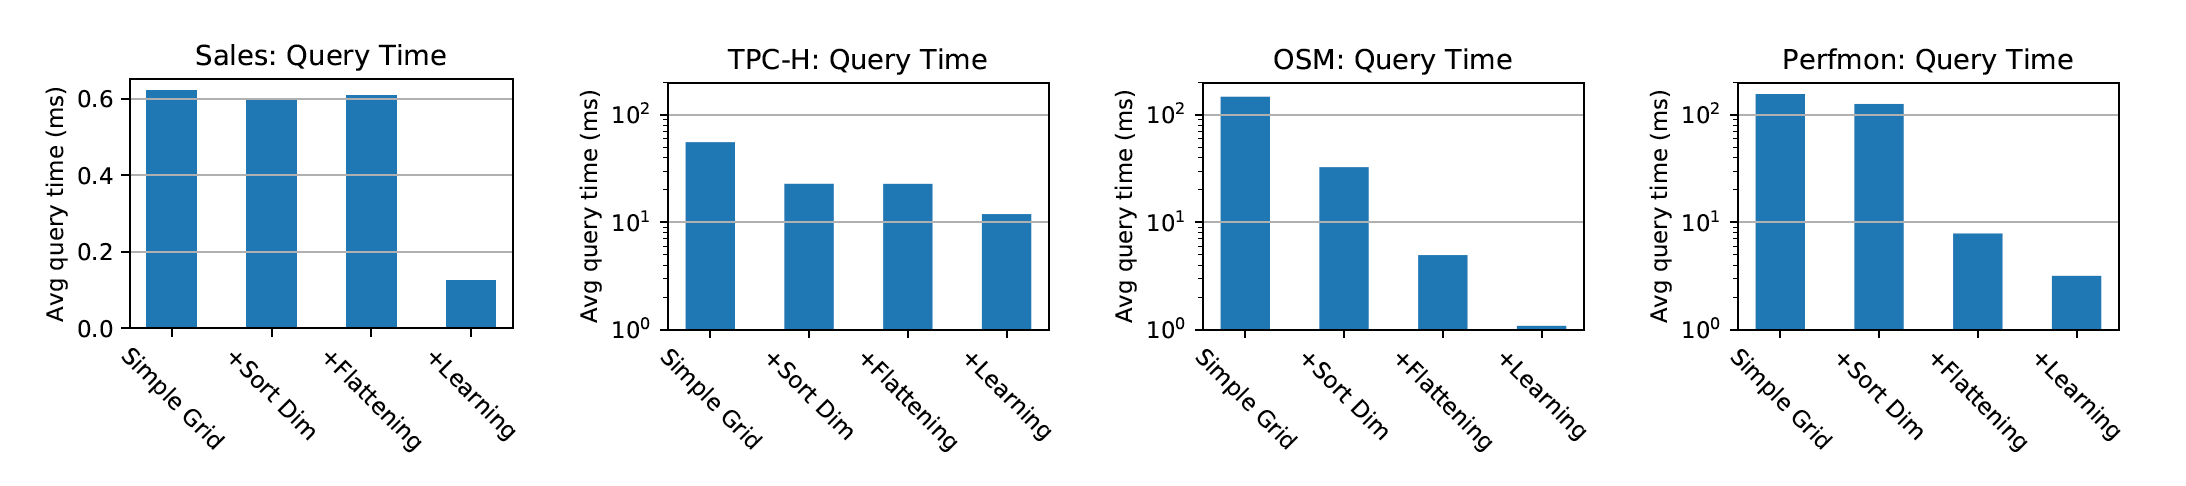 Sales: Query Time
Avg query time (ms)
0.6
0.4
0.2
0.0
Simple Grid
+Sort Dim
+Flattening
+Learning
TPC-H: Query Time
Avg query time (ms)
10²
10¹
10⁰
Simple Grid
+Sort Dim
+Flattening
+Learning
OSM: Query Time
Avg query time (ms)
10²
10¹
10⁰
Simple Grid
+Sort Dim
+Flattening
+Learning
Perfmon: Query Time
Avg query time (ms)
10²
10¹
10⁰
Simple Grid
+Sort Dim
+Flattening
+Learning